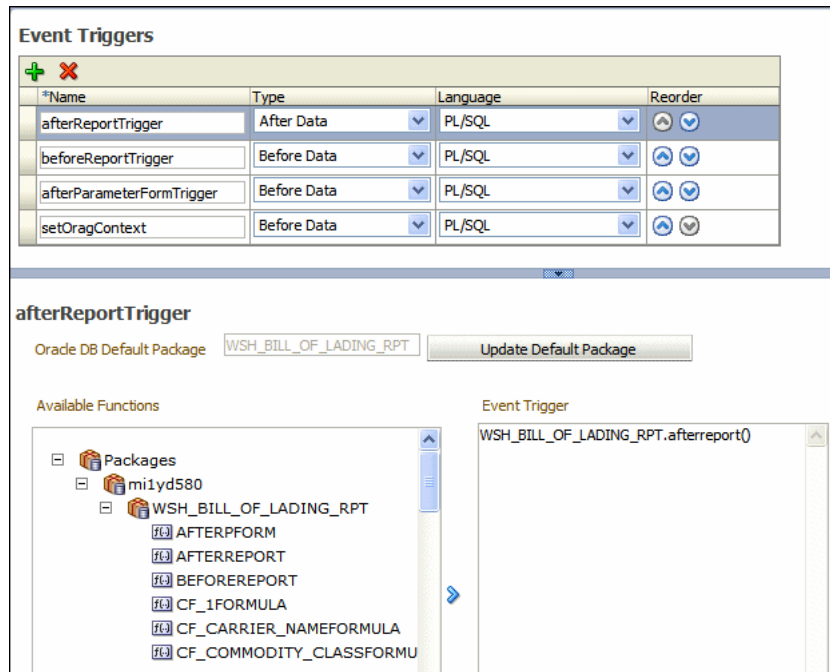 Event Triggers
*Name Type Language Reorder
afterReportTrigger After Data PL/SQL
beforeReportTrigger Before Data PL/SQL
afterParameterFormTrigger Before Data PL/SQL
setOragContext Before Data PL/SQL
afterReportTrigger
Oracle DB Default Package WSH_BILL_OF_LADING_RPT Update Default Package
Available Functions Event Trigger
WSH_BILL_OF_LADING_RPT.afterreport()
Packages
mi1yd580
WSH_BILL_OF_LADING_RPT
f(.) AFTERPFORM
f(.) AFTERREPORT
f(.) BEFOREREPORT
f(.) CF_1FORMULA
f(.) CF_CARRIER_NAMEFORMULA
f(.) CF_COMMODITY_CLASSFORMU